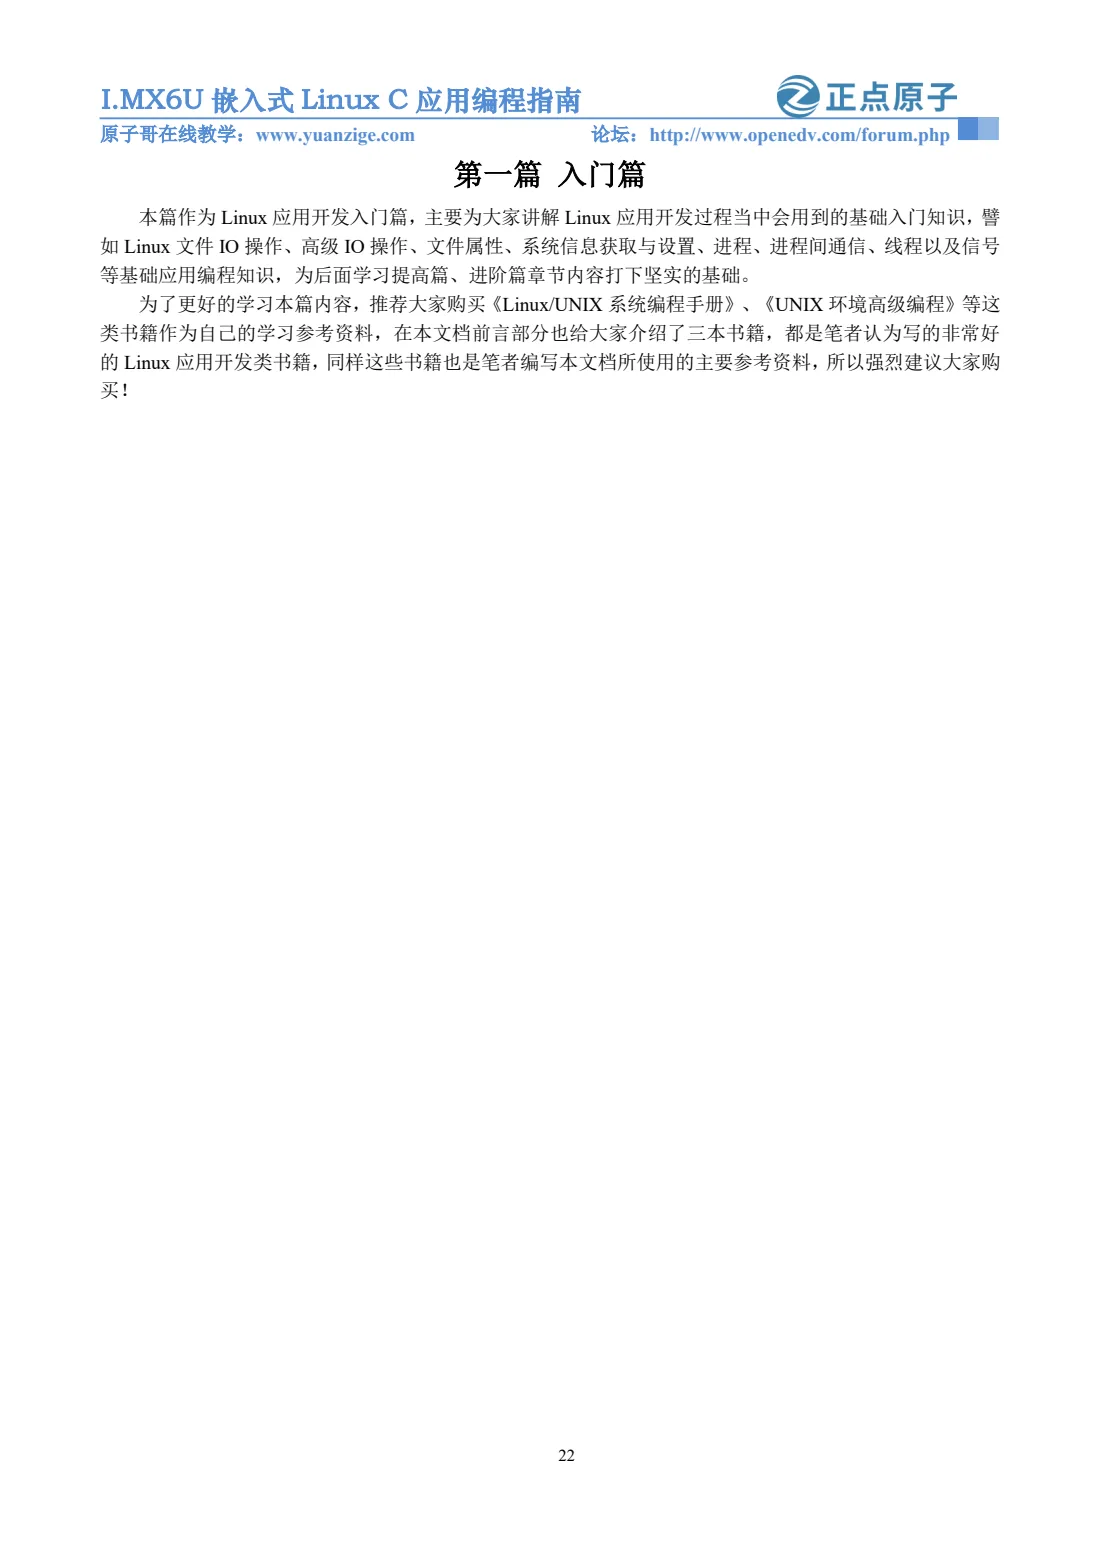 I.MX6U 嵌入式 Linux C 应用编程指南
正点原子
原子哥在线教学：www.yuanzige.com
论坛：http://www.openedv.com/forum.php
第一篇 入门篇
本篇作为 Linux 应用开发入门篇，主要为大家讲解 Linux 应用开发过程当中会用到的基础入门知识，譬
如 Linux 文件 IO 操作、高级 IO 操作、文件属性、系统信息获取与设置、进程、进程间通信、线程以及信号
等基础应用编程知识，为后面学习提高篇、进阶篇章节内容打下坚实的基础。
为了更好的学习本篇内容，推荐大家购买《Linux/UNIX 系统编程手册》、《UNIX 环境高级编程》等这
类书籍作为自己的学习参考资料，在本文档前言部分也给大家介绍了三本书籍，都是笔者认为写的非常好
的 Linux 应用开发类书籍，同样这些书籍也是笔者编写本文档所使用的主要参考资料，所以强烈建议大家购
买！
22